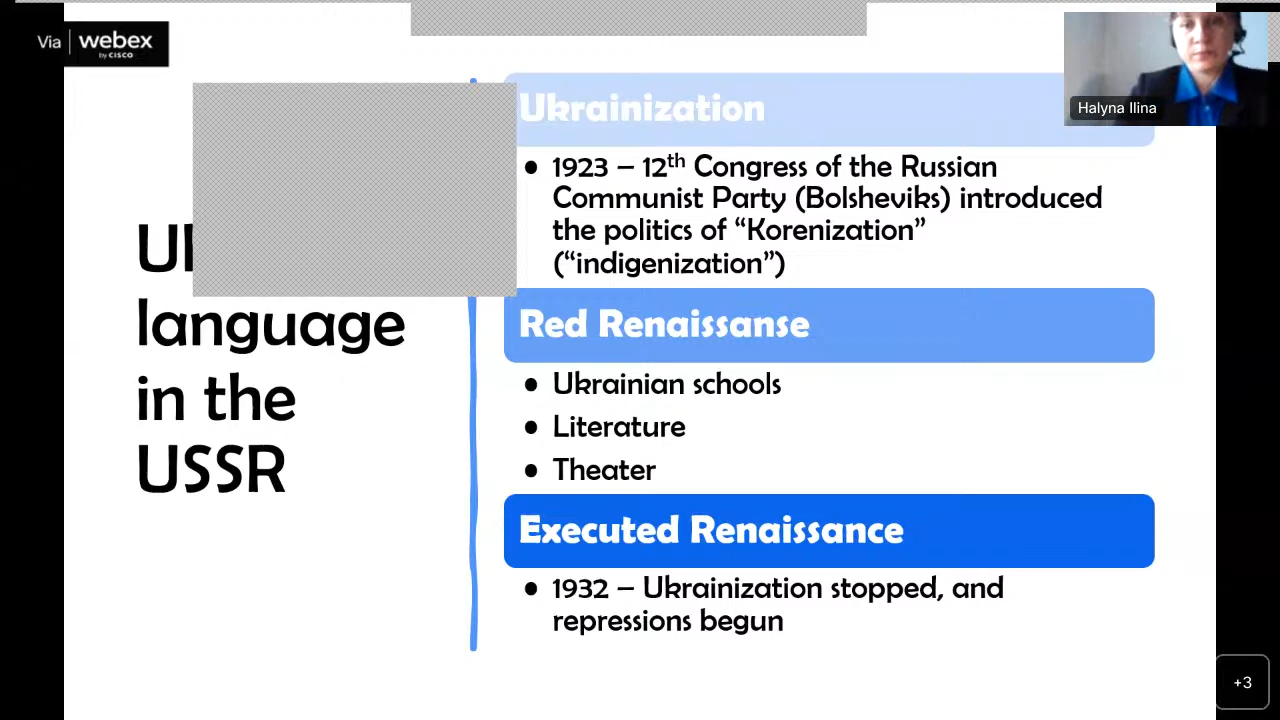 Via webex
by CISCO
Halyna Ilina
language
in the
USSR
Ukrainization
• 1923 – 12th Congress of the Russian
Communist Party (Bolsheviks) introduced
the politics of “Korenization”
(“indigenization”)
Red Renaissanse
• Ukrainian schools
• Literature
• Theater
Executed Renaissance
• 1932 – Ukrainization stopped, and
repressions begun
+3